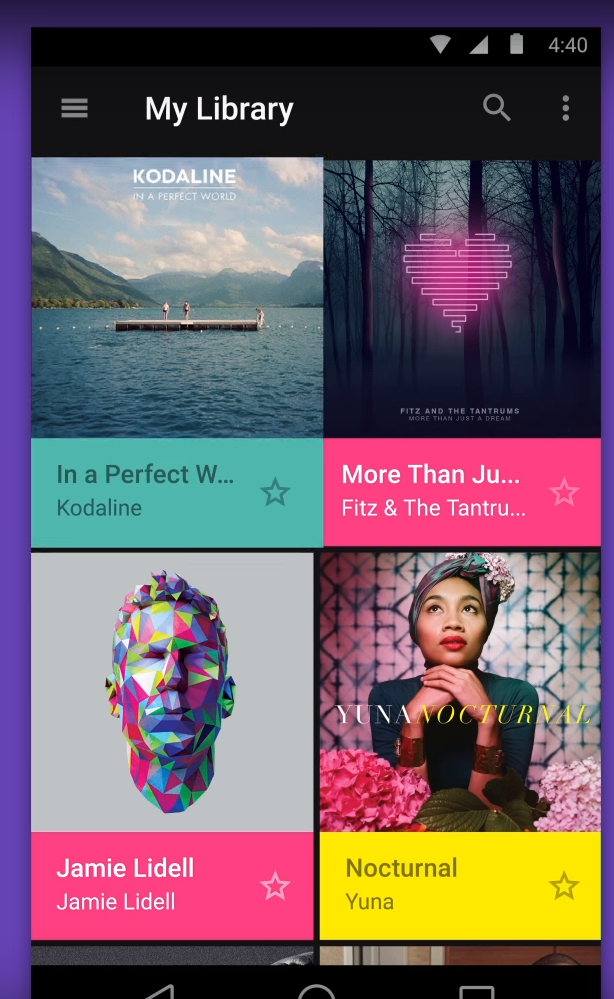 4:40
My Library
KODALINE
IN A PERFECT WORLD
FITZ AND THE TANTRUMS
MORE THAN JUST A DREAM
In a Perfect W...
Kodaline
More Than Ju...
Fitz & The Tantru...
YUNA NOCTURNAL
Jamie Lidell
Jamie Lidell
Nocturnal
Yuna